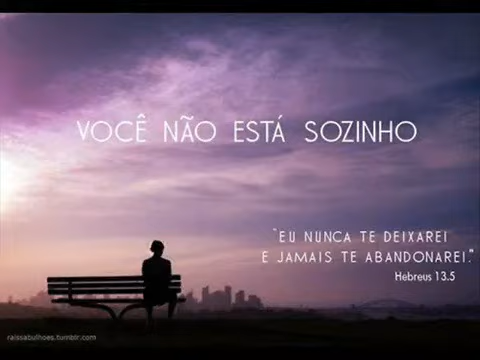 VOCÊ NÃO ESTÁ SOZINHO
"EU NUNCA TE DEIXAREI
E JAMAIS TE ABANDONAREI."
Hebreus 13.5
raissabulhoes.tumblr.com